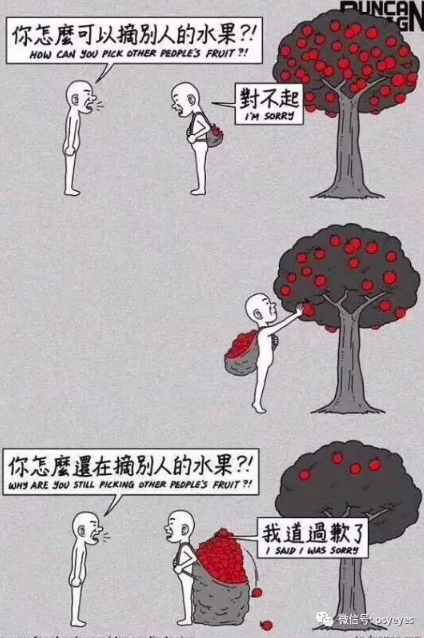 DUNCAN
DESIGN
你怎麼可以摘別人的水果?!
HOW CAN YOU PICK OTHER PEOPLE'S FRUIT?!
對不起
I'M SORRY
你怎麼還在摘別人的水果?!
WHY ARE YOU STILL PICKING OTHER PEOPLE'S FRUIT?!
我道過歉了
I SAID I WAS SORRY
微信号: psyeyes